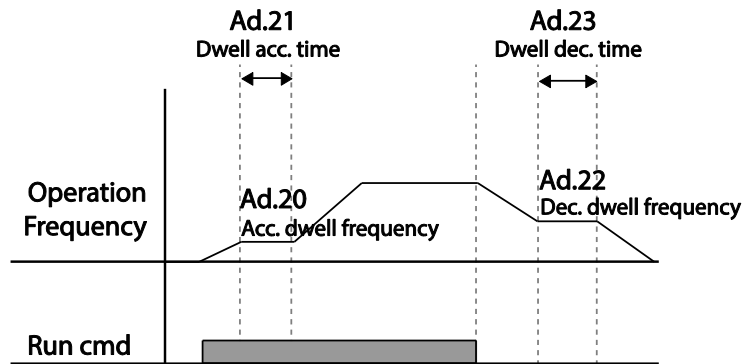 Ad.21
Dwell acc. time
Ad.23
Dwell dec. time
Operation
Frequency
Ad.20
Acc. dwell frequency
Ad.22
Dec. dwell frequency
Run cmd